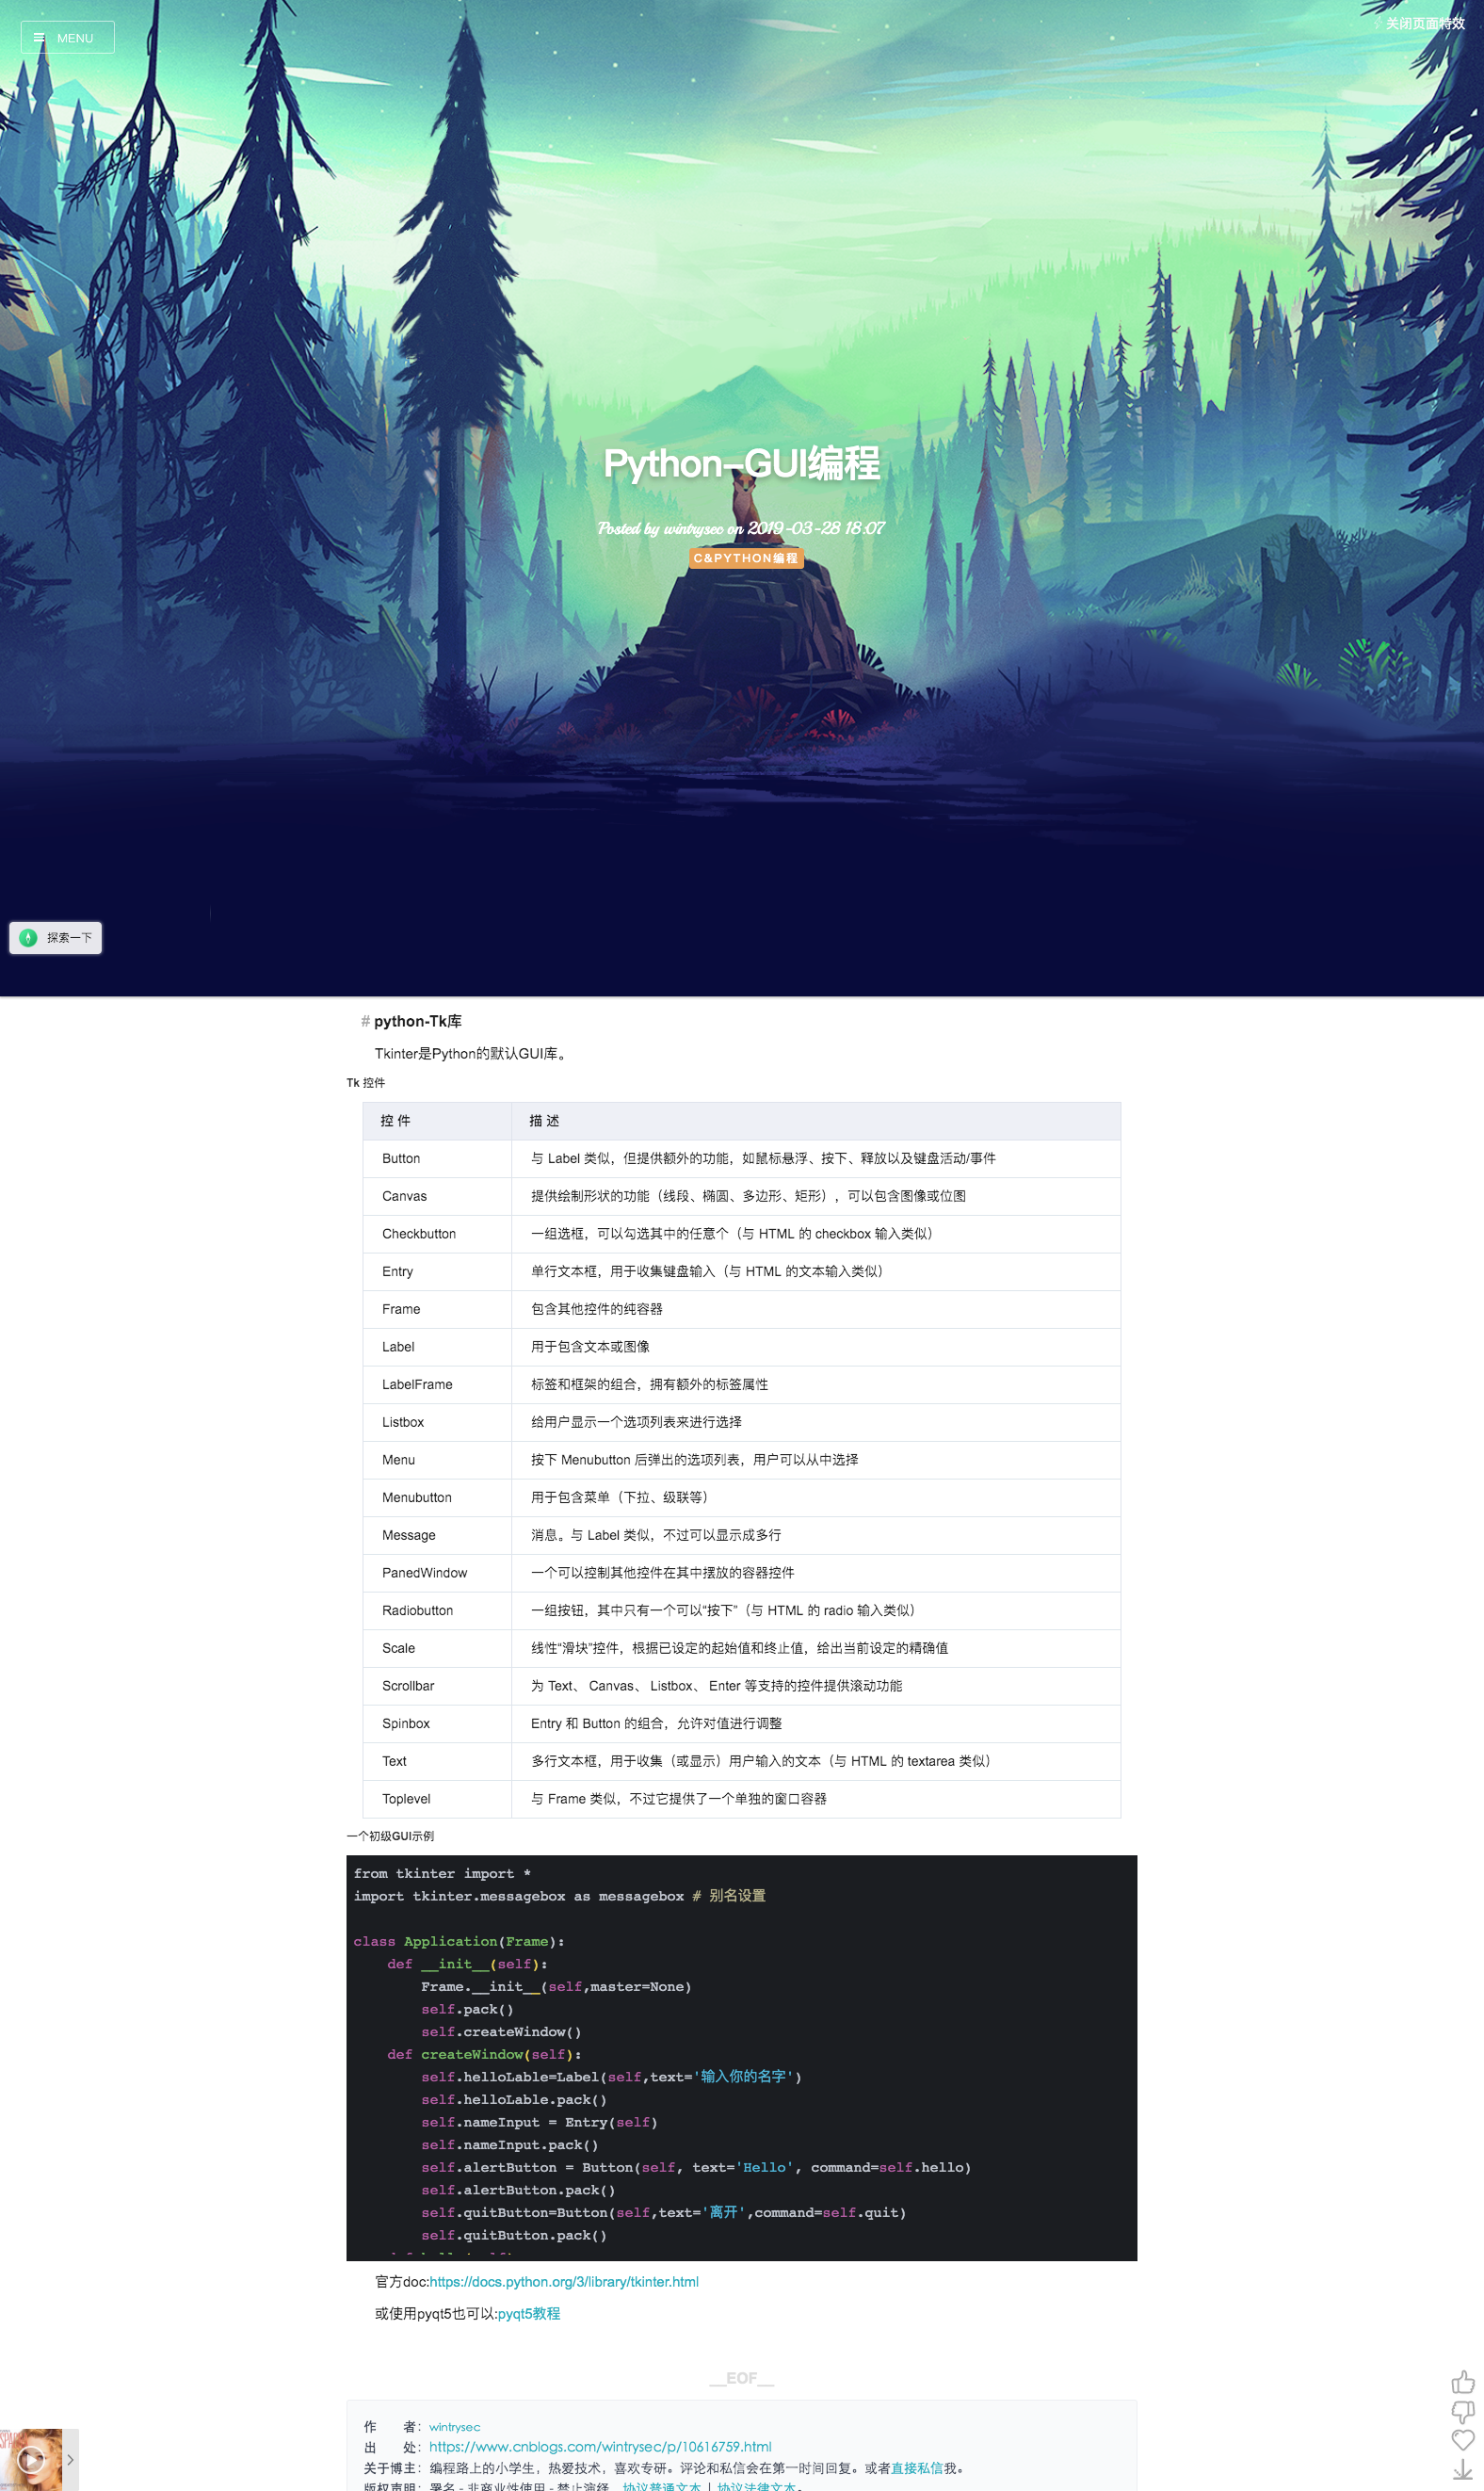 MENU
关闭页面特效
Python-GUI编程
Posted by wintrysec on 2019-03-28 18:07
C&PYTHON编程
探索一下
# python-Tk库
Tkinter是Python的默认GUI库。
Tk 控件
控 件 描 述
Button 与 Label 类似，但提供额外的功能，如鼠标悬浮、按下、释放以及键盘活动/事件
Canvas 提供绘制形状的功能（线段、椭圆、多边形、矩形），可以包含图像或位图
Checkbutton 一组选框，可以勾选其中的任意个（与 HTML 的 checkbox 输入类似）
Entry 单行文本框，用于收集键盘输入（与 HTML 的文本输入类似）
Frame 包含其他控件的纯容器
Label 用于包含文本或图像
LabelFrame 标签和框架的组合，拥有额外的标签属性
Listbox 给用户显示一个选项列表来进行选择
Menu 按下 Menubutton 后弹出的选项列表，用户可以从中选择
Menubutton 用于包含菜单（下拉、级联等）
Message 消息。与 Label 类似，不过可以显示成多行
PanedWindow 一个可以控制其他控件在其中摆放的容器控件
Radiobutton 一组按钮，其中只有一个可以“按下”（与 HTML 的 radio 输入类似）
Scale 线性“滑块”控件，根据已设定的起始值和终止值，给出当前设定的精确值
Scrollbar 为 Text、 Canvas、 Listbox、 Enter 等支持的控件提供滚动功能
Spinbox Entry 和 Button 的组合，允许对值进行调整
Text 多行文本框，用于收集（或显示）用户输入的文本（与 HTML 的 textarea 类似）
Toplevel 与 Frame 类似，不过它提供了一个单独的窗口容器
一个初级GUI示例
from tkinter import *
import tkinter.messagebox as messagebox # 别名设置
class Application(Frame):
    def __init__(self):
        Frame.__init__(self,master=None)
        self.pack()
        self.createWindow()
    def createWindow(self):
        self.helloLable=Label(self,text='输入你的名字')
        self.helloLable.pack()
        self.nameInput = Entry(self)
        self.nameInput.pack()
        self.alertButton = Button(self, text='Hello', command=self.hello)
        self.alertButton.pack()
        self.quitButton=Button(self,text='离开',command=self.quit)
        self.quitButton.pack()
官方doc:https://docs.python.org/3/library/tkinter.html
或使用pyqt5也可以:pyqt5教程
__EOF__
作　　者：wintrysec
出　　处：https://www.cnblogs.com/wintrysec/p/10616759.html
关于博主：编程路上的小学生，热爱技术，喜欢专研。评论和私信会在第一时间回复。或者直接私信我。
版权声明：署名 - 非商业性使用 - 禁止演绎，协议普通文本 | 协议法律文本。